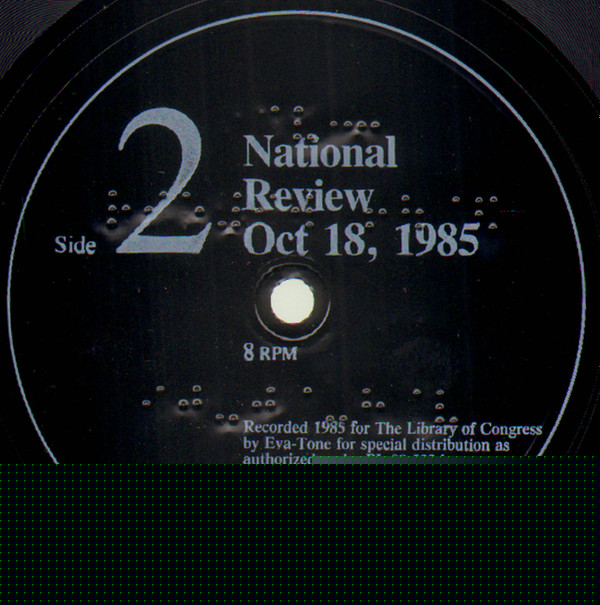 National
Review
Side 2 Oct 18, 1985
8 RPM
Recorded 1985 for The Library of Congress
by Eva-Tone for special distribution as
authorized